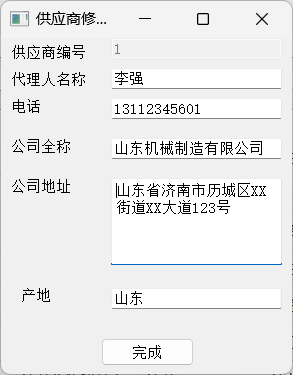 供应商修...
供应商编号 1
代理人名称 李强
电话 13112345601
公司全称 山东机械制造有限公司
公司地址 山东省济南市历城区XX
街道XX大道123号
产地 山东
完成